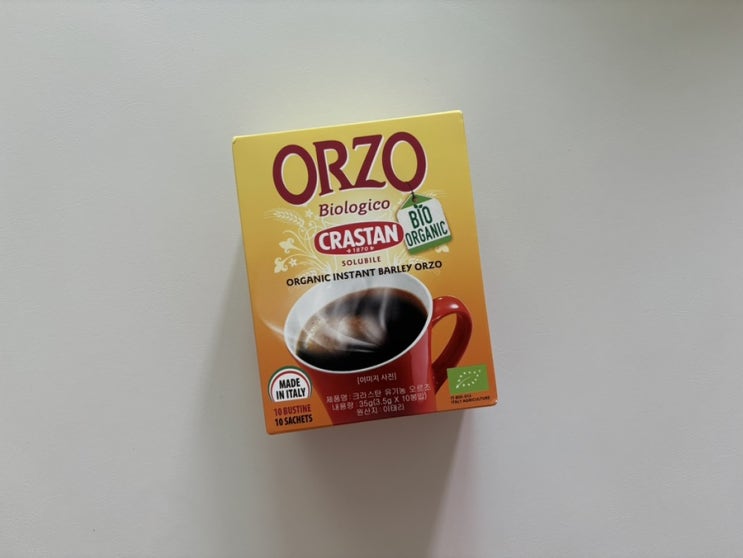 ORZO
Biologico
CRASTAN
1870
SOLUBILE
BIO
ORGANIC
ORGANIC INSTANT BARLEY ORZO
[이미지 사진]
MADE
IN ITALY
10 BUSTINE
10 SACHETS
제품명 : 크라스탄 유기농 오르조
내용량 : 35g(3.5g X 10봉입)
원산지 : 이태리
ITALY AGRICULTURE